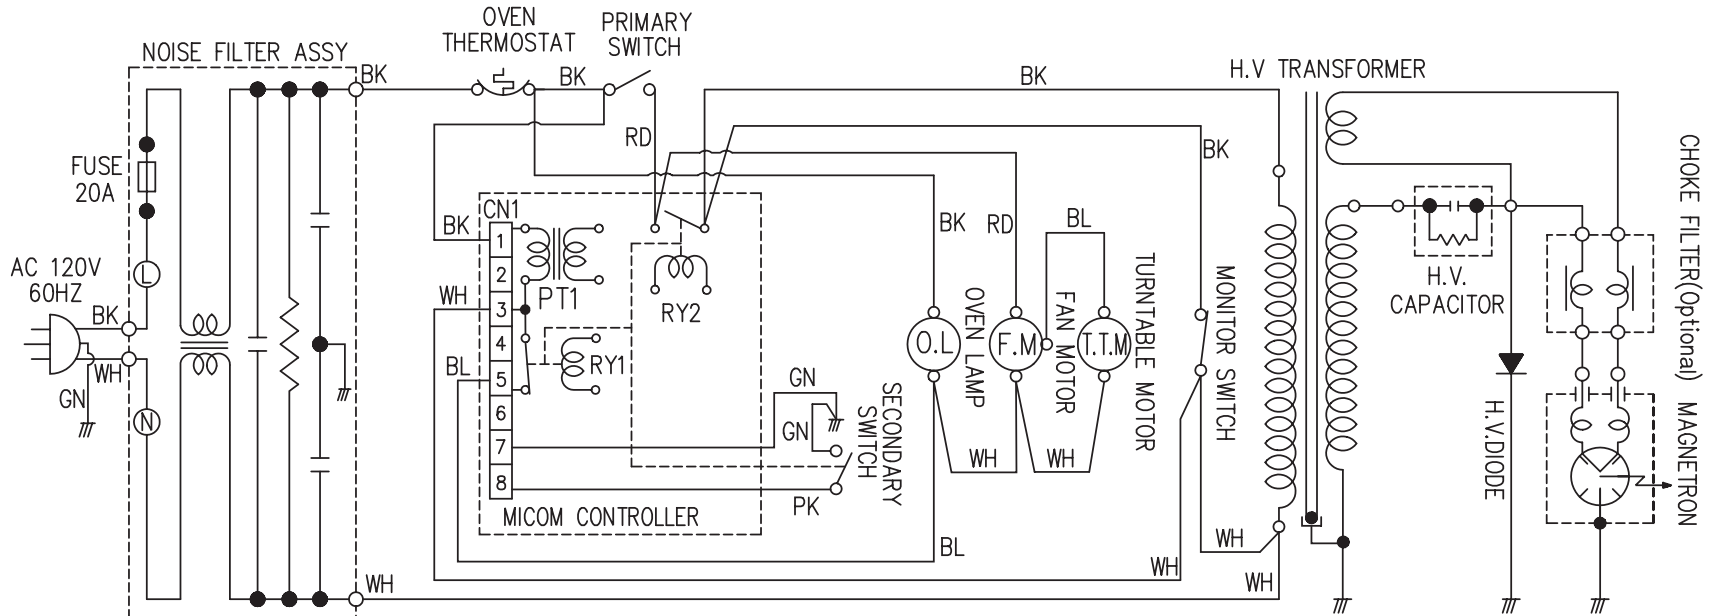 NOISE FILTER ASSY
BK
OVEN
THERMOSTAT
BK
PRIMARY
SWITCH
BK
H.V TRANSFORMER
FUSE
20A
RD
BK
CHOKE FILTER(Optional)
CN1
BK
1
2
3
4
5
6
7
8
PT1
RY2
RY1
WH
BL
BK
RD
BL
AC 120V
60HZ
BK
L
WH
GN
N
O.L
OVEN LAMP
F.M
FAN MOTOR
T.T.M
TURNTABLE MOTOR
MONITOR SWITCH
H.V.
CAPACITOR
H.V.DIODE
MAGNETRON
GN
GN
SECONDARY
SWITCH
PK
WH
WH
MICOM CONTROLLER
BL
WH
WH
WH
WH